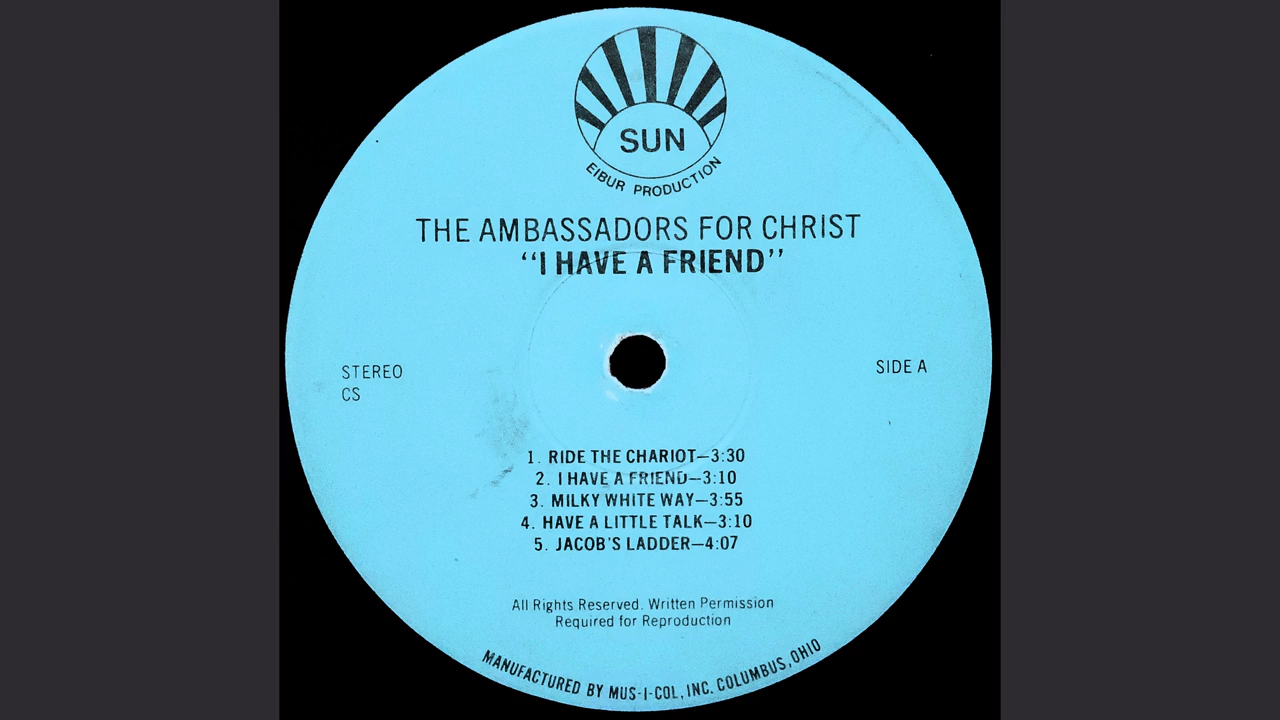 SUN
EIBUR PRODUCTION
THE AMBASSADORS FOR CHRIST
“I HAVE A FRIEND”
STEREO
CS
SIDE A
1. RIDE THE CHARIOT—3:30
2. I HAVE A FRIEND—3:10
3. MILKY WHITE WAY—3:55
4. HAVE A LITTLE TALK—3:10
5. JACOB'S LADDER—4:07
All Rights Reserved. Written Permission
Required for Reproduction
MANUFACTURED BY MUS-I-COL, INC. COLUMBUS, OHIO